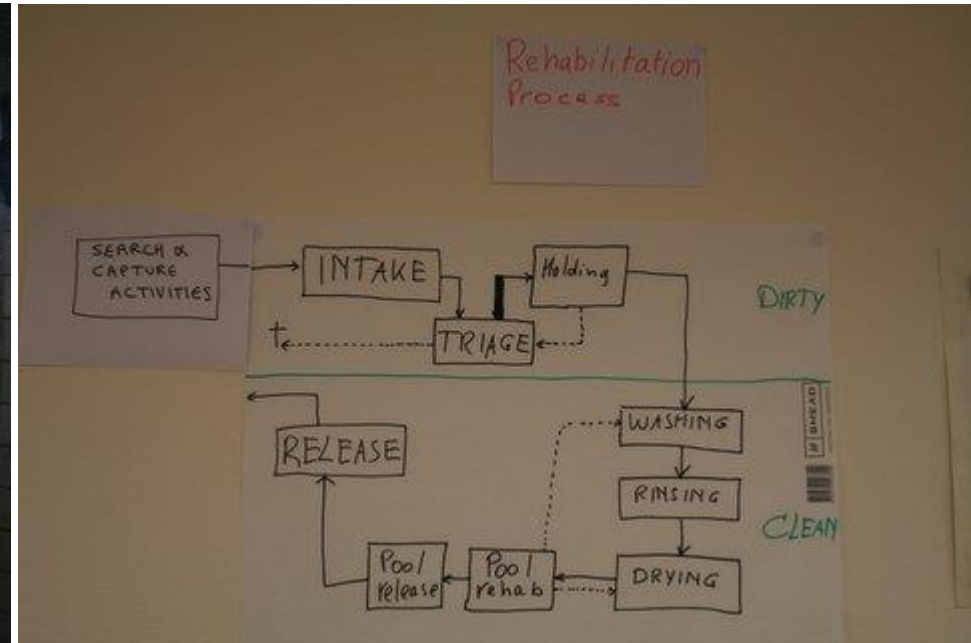 Rehabilitation
Process
SEARCH &
CAPTURE
ACTIVITIES
INTAKE
Holding
TRIAGE
DIRTY
WASHING
RELEASE
RINSING
CLEAN
Pool
release
Pool
rehab
DRYING